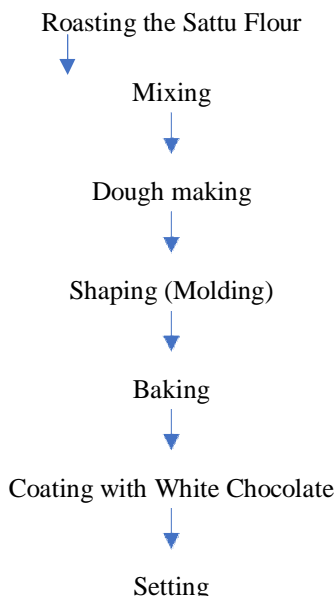 Roasting the Sattu Flour
Mixing
Dough making
Shaping (Molding)
Baking
Coating with White Chocolate
Setting